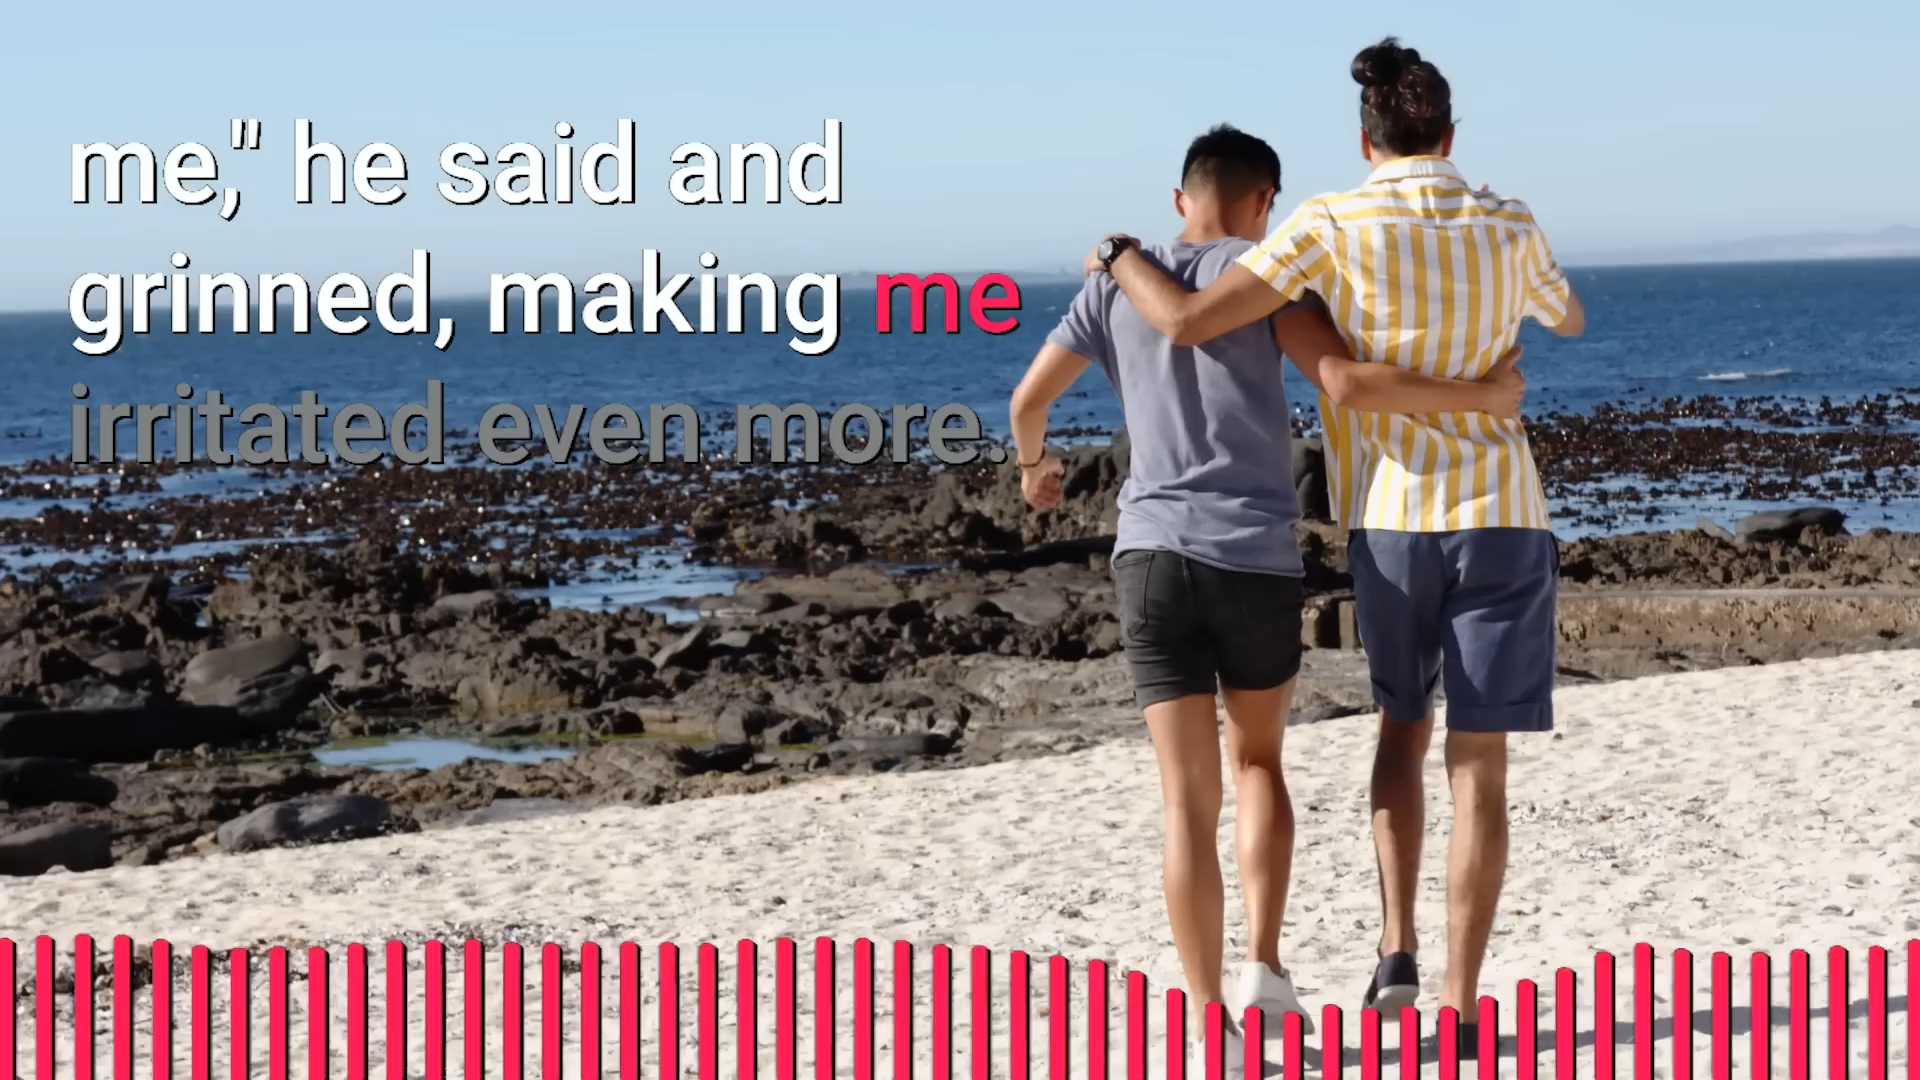 me," he said and
grinned, making me
irritated even more.